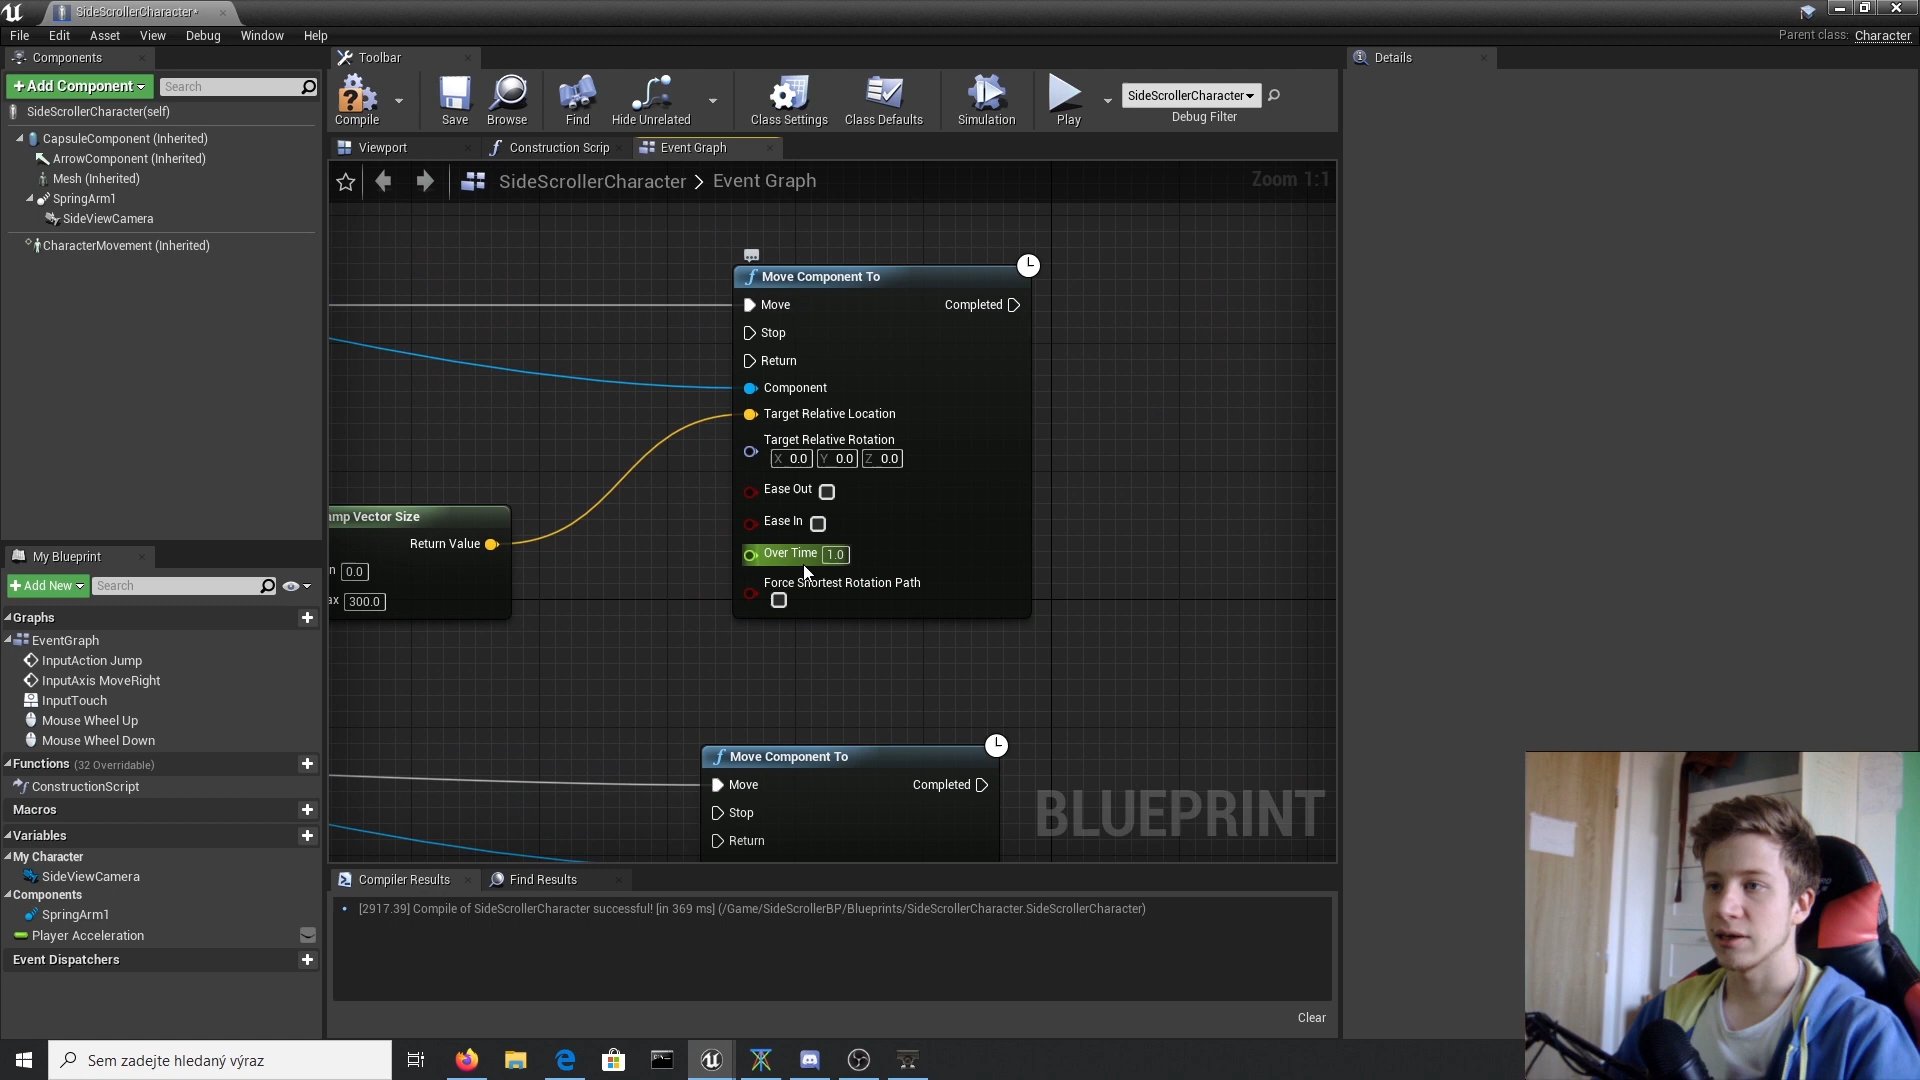 SideScrollerCharacter*
File Edit Asset View Debug Window Help
Parent class: Character
Components
Toolbar
Details
+Add Component
Search
SideScrollerCharacter(self)
CapsuleComponent (Inherited)
ArrowComponent (Inherited)
Mesh (Inherited)
SpringArm1
SideViewCamera
CharacterMovement (Inherited)
Compile
Save
Browse
Find
Hide Unrelated
Class Settings
Class Defaults
Simulation
Play
SideScrollerCharacter
Debug Filter
Viewport
Construction Scrip
Event Graph
SideScrollerCharacter > Event Graph
Zoom 1:1
Move Component To
Move Completed
Stop
Return
Component
Target Relative Location
Target Relative Rotation
X 0.0 Y 0.0 Z 0.0
Ease Out
Ease In
Over Time 1.0
Force Shortest Rotation Path
mp Vector Size
Return Value
n 0.0
ax 300.0
Move Component To
Move Completed
Stop
Return
BLUEPRINT
My Blueprint
+Add New
Search
Graphs
EventGraph
InputAction Jump
InputAxis MoveRight
InputTouch
Mouse Wheel Up
Mouse Wheel Down
Functions (32 Overridable)
ConstructionScript
Macros
Variables
My Character
SideViewCamera
Components
SpringArm1
Player Acceleration
Event Dispatchers
Compiler Results
Find Results
[2917.39] Compile of SideScrollerCharacter successful! [in 369 ms] (/Game/SideScrollerBP/Blueprints/SideScrollerCharacter.SideScrollerCharacter)
Clear
Sem zadejte hledaný výraz